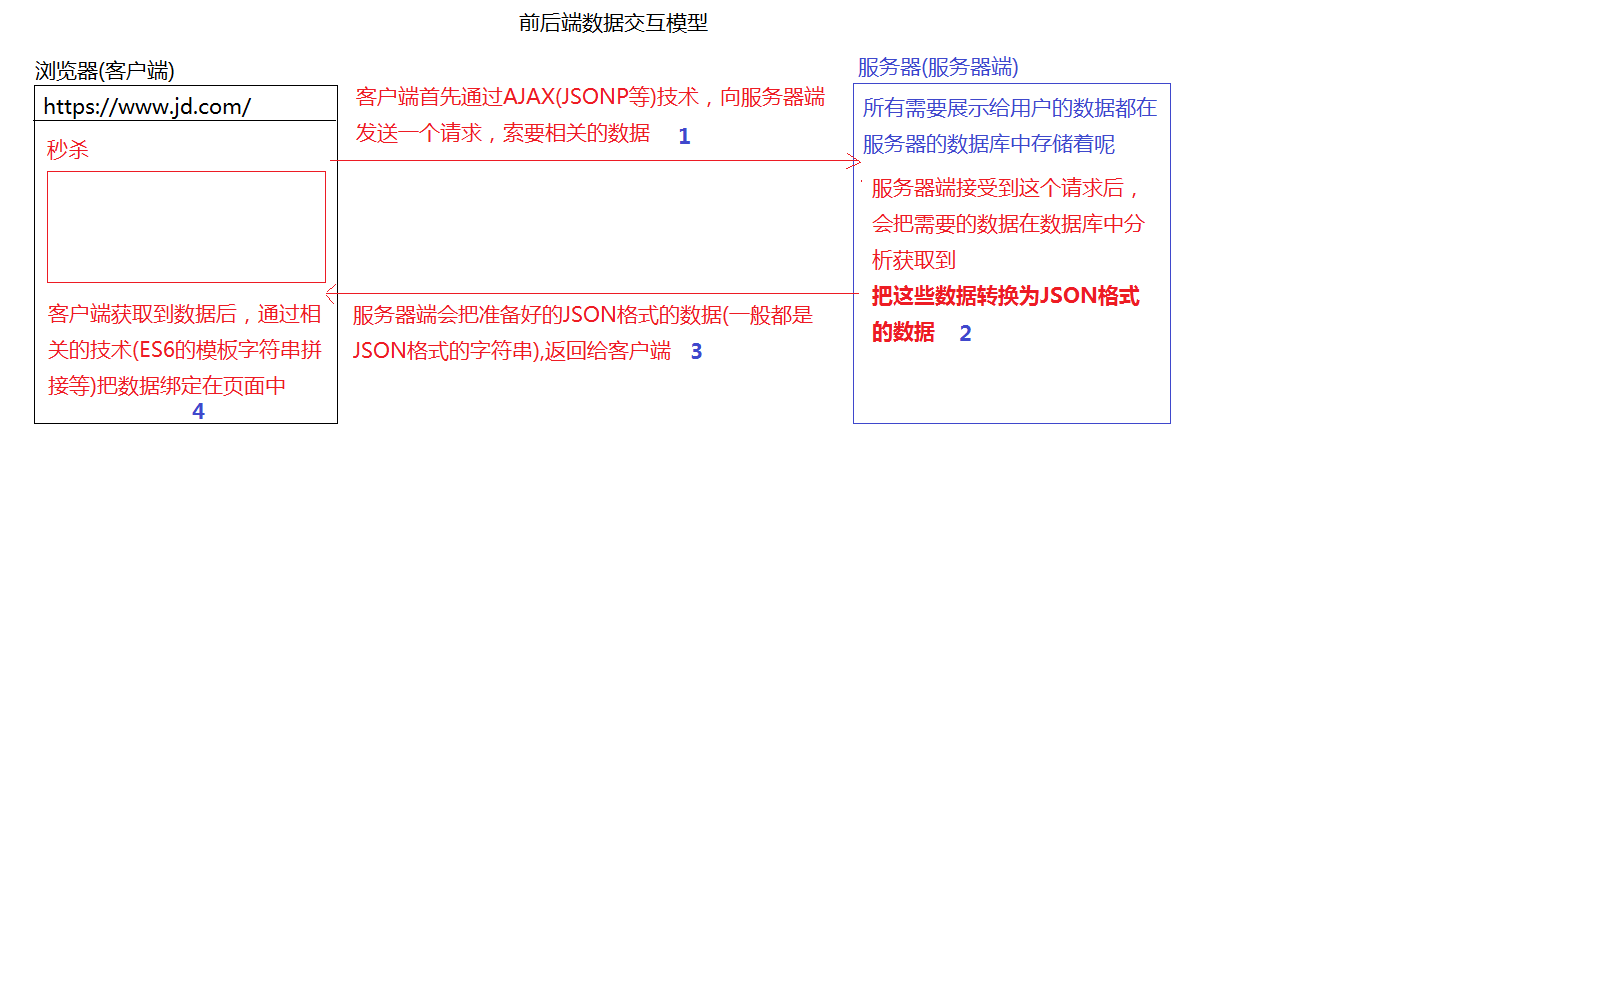 前后端数据交互模型
浏览器(客户端)
https://www.jd.com/
秒杀
客户端获取到数据后，通过相
关的技术(ES6的模板字符串拼
接等)把数据绑定在页面中
4
客户端首先通过AJAX(JSONP等)技术，向服务器端
发送一个请求，索要相关的数据 1
服务器端会把准备好的JSON格式的数据(一般都是
JSON格式的字符串),返回给客户端 3
服务器(服务器端)
所有需要展示给用户的数据都在
服务器的数据库中存储着呢
服务器端接受到这个请求后，
会把需要的数据在数据库中分
析获取到
把这些数据转换为JSON格式
的数据 2